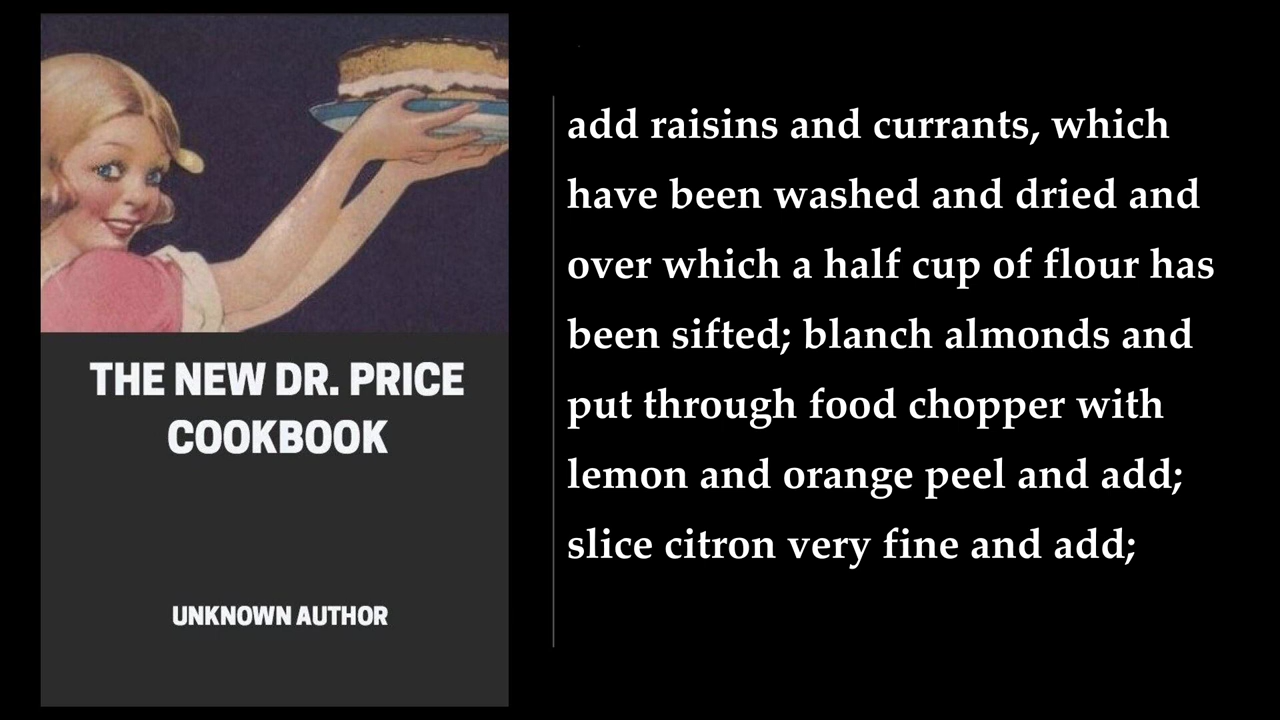 THE NEW DR. PRICE
COOKBOOK
UNKNOWN AUTHOR
add raisins and currants, which
have been washed and dried and
over which a half cup of flour has
been sifted; blanch almonds and
put through food chopper with
lemon and orange peel and add;
slice citron very fine and add;